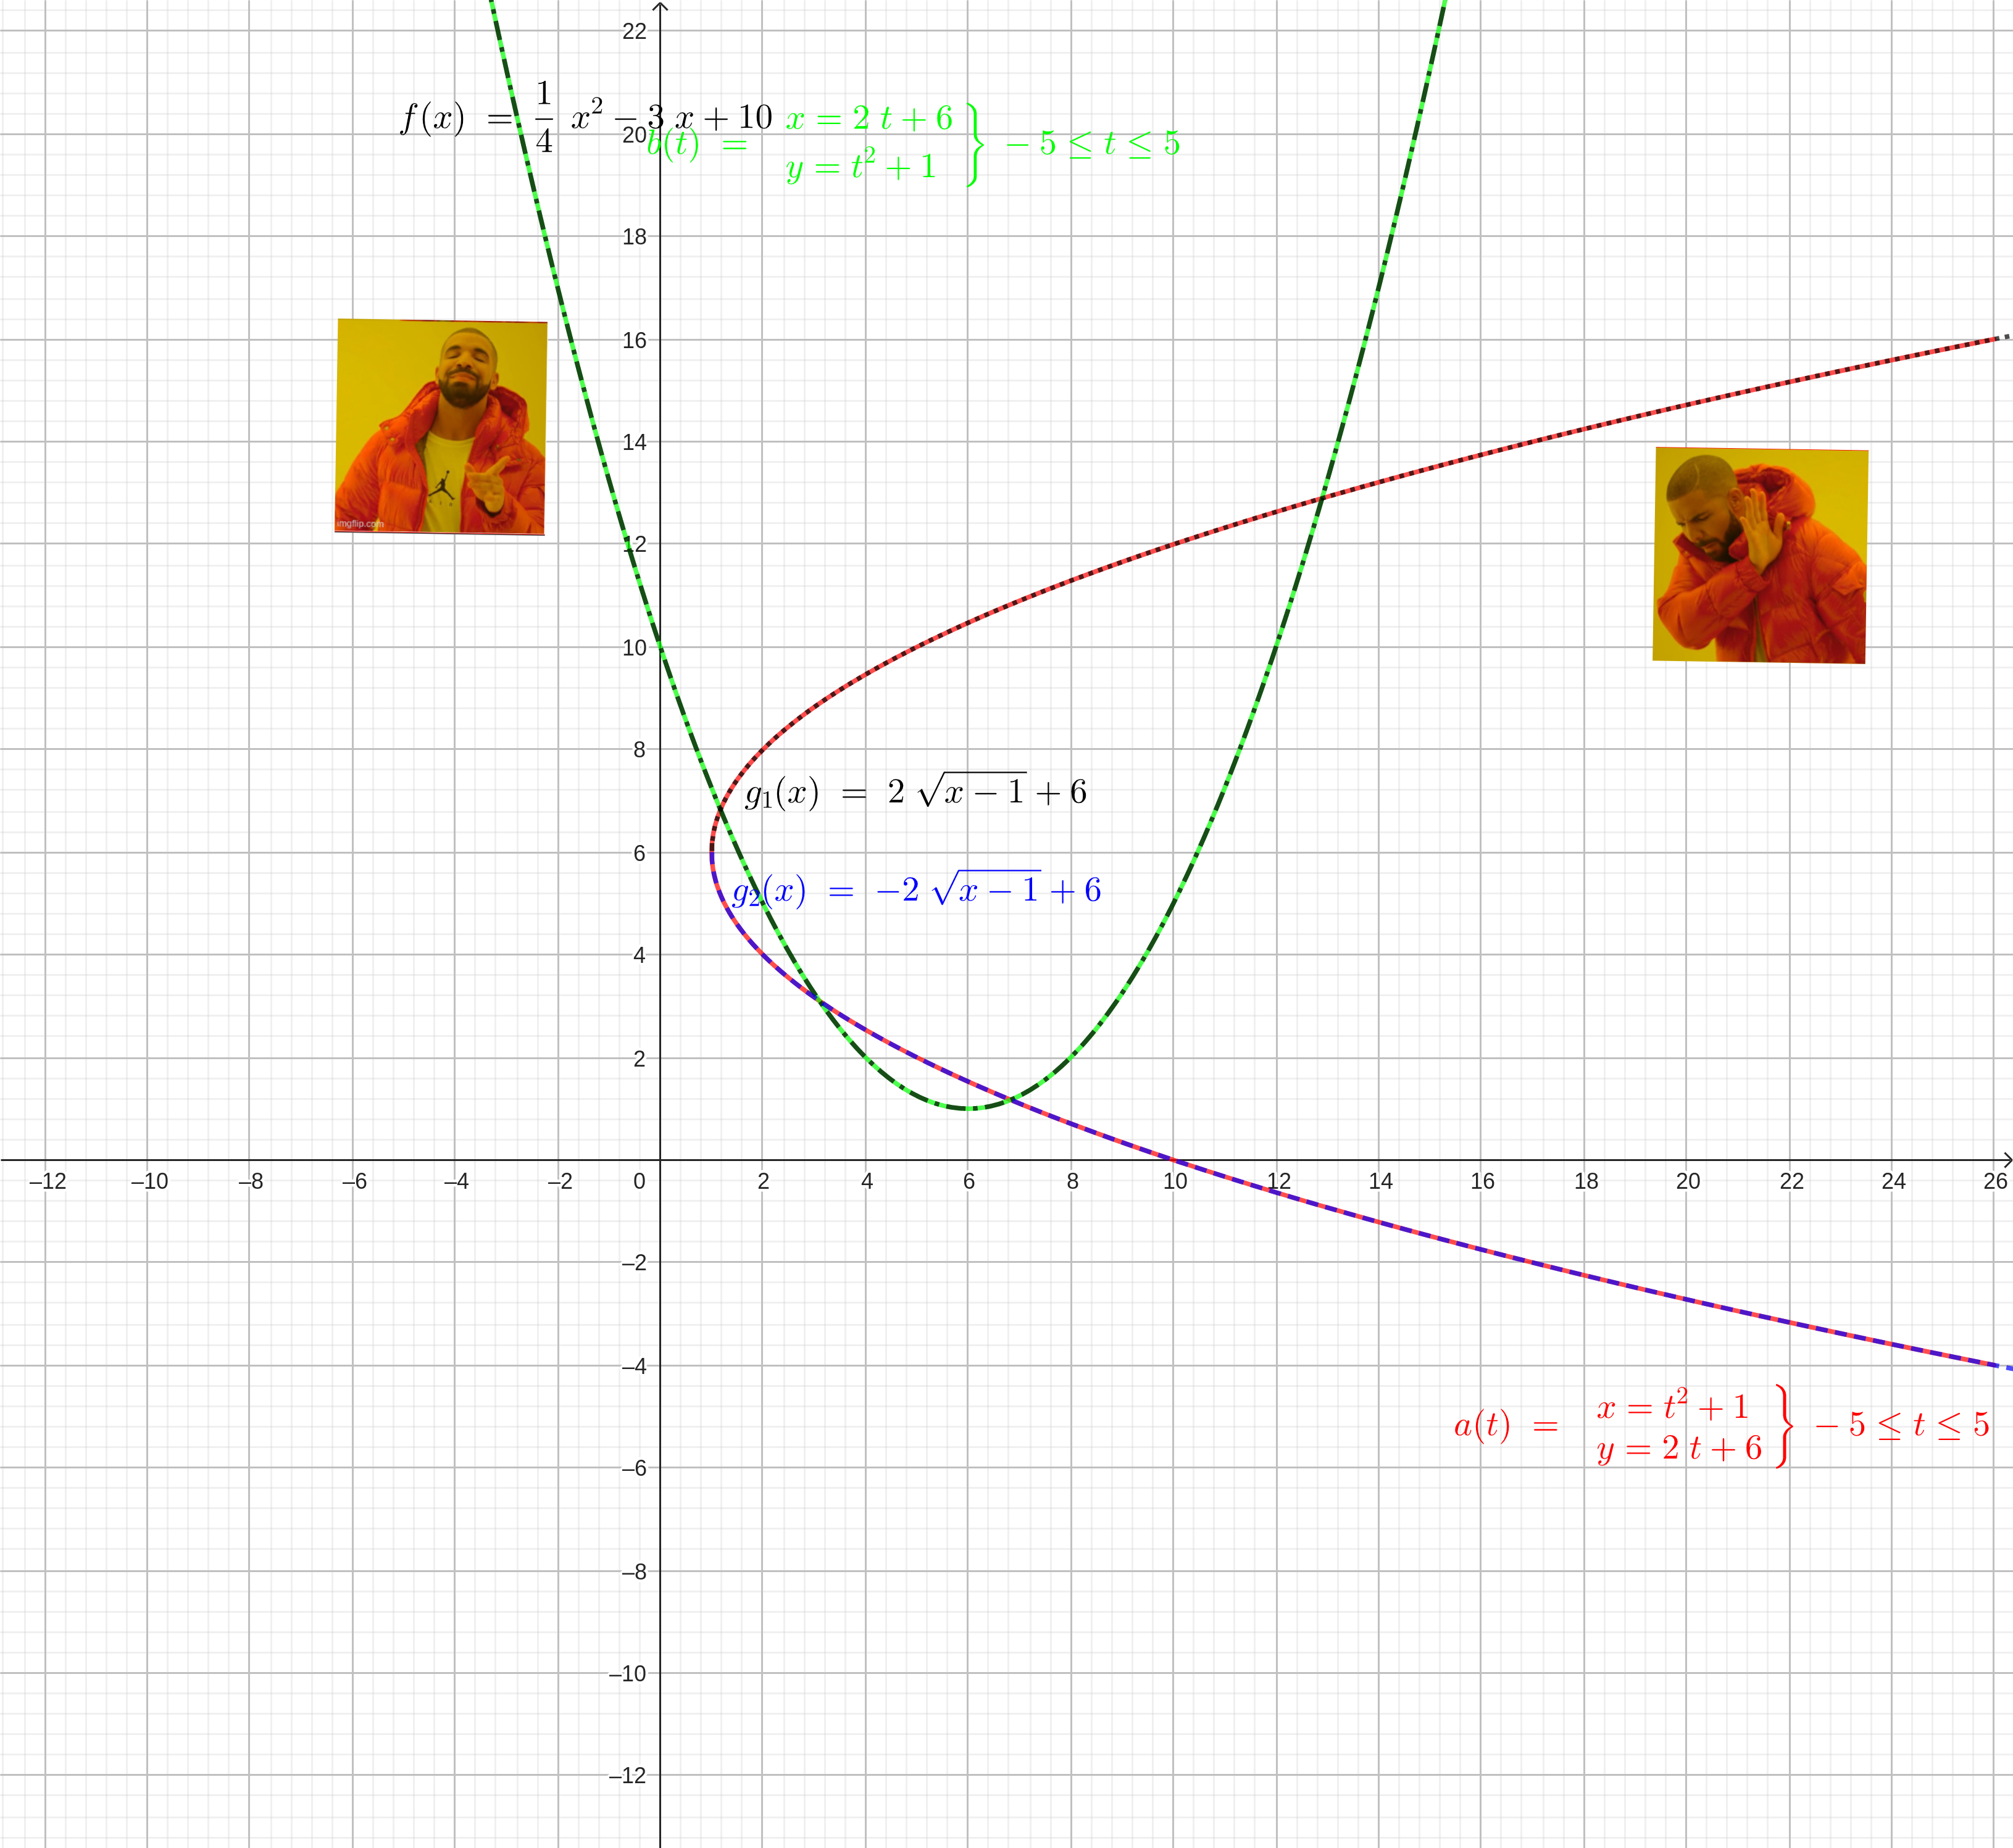 22
f(x) = 1/4 x² − 3 x + 10
b(t) = x = 2 t + 6 y = t² + 1 } − 5 ≤ t ≤ 5
20
18
16
imgflip.com
14
12
10
8
g₁(x) = 2 √(x − 1) + 6
6
g₂(x) = −2 √(x − 1) + 6
4
2
–12 –10 –8 –6 –4 –2 0 2 4 6 8 10 12 14 16 18 20 22 24 26
–2
–4
a(t) = x = t² + 1 y = 2 t + 6 } − 5 ≤ t ≤ 5
–6
–8
–10
–12